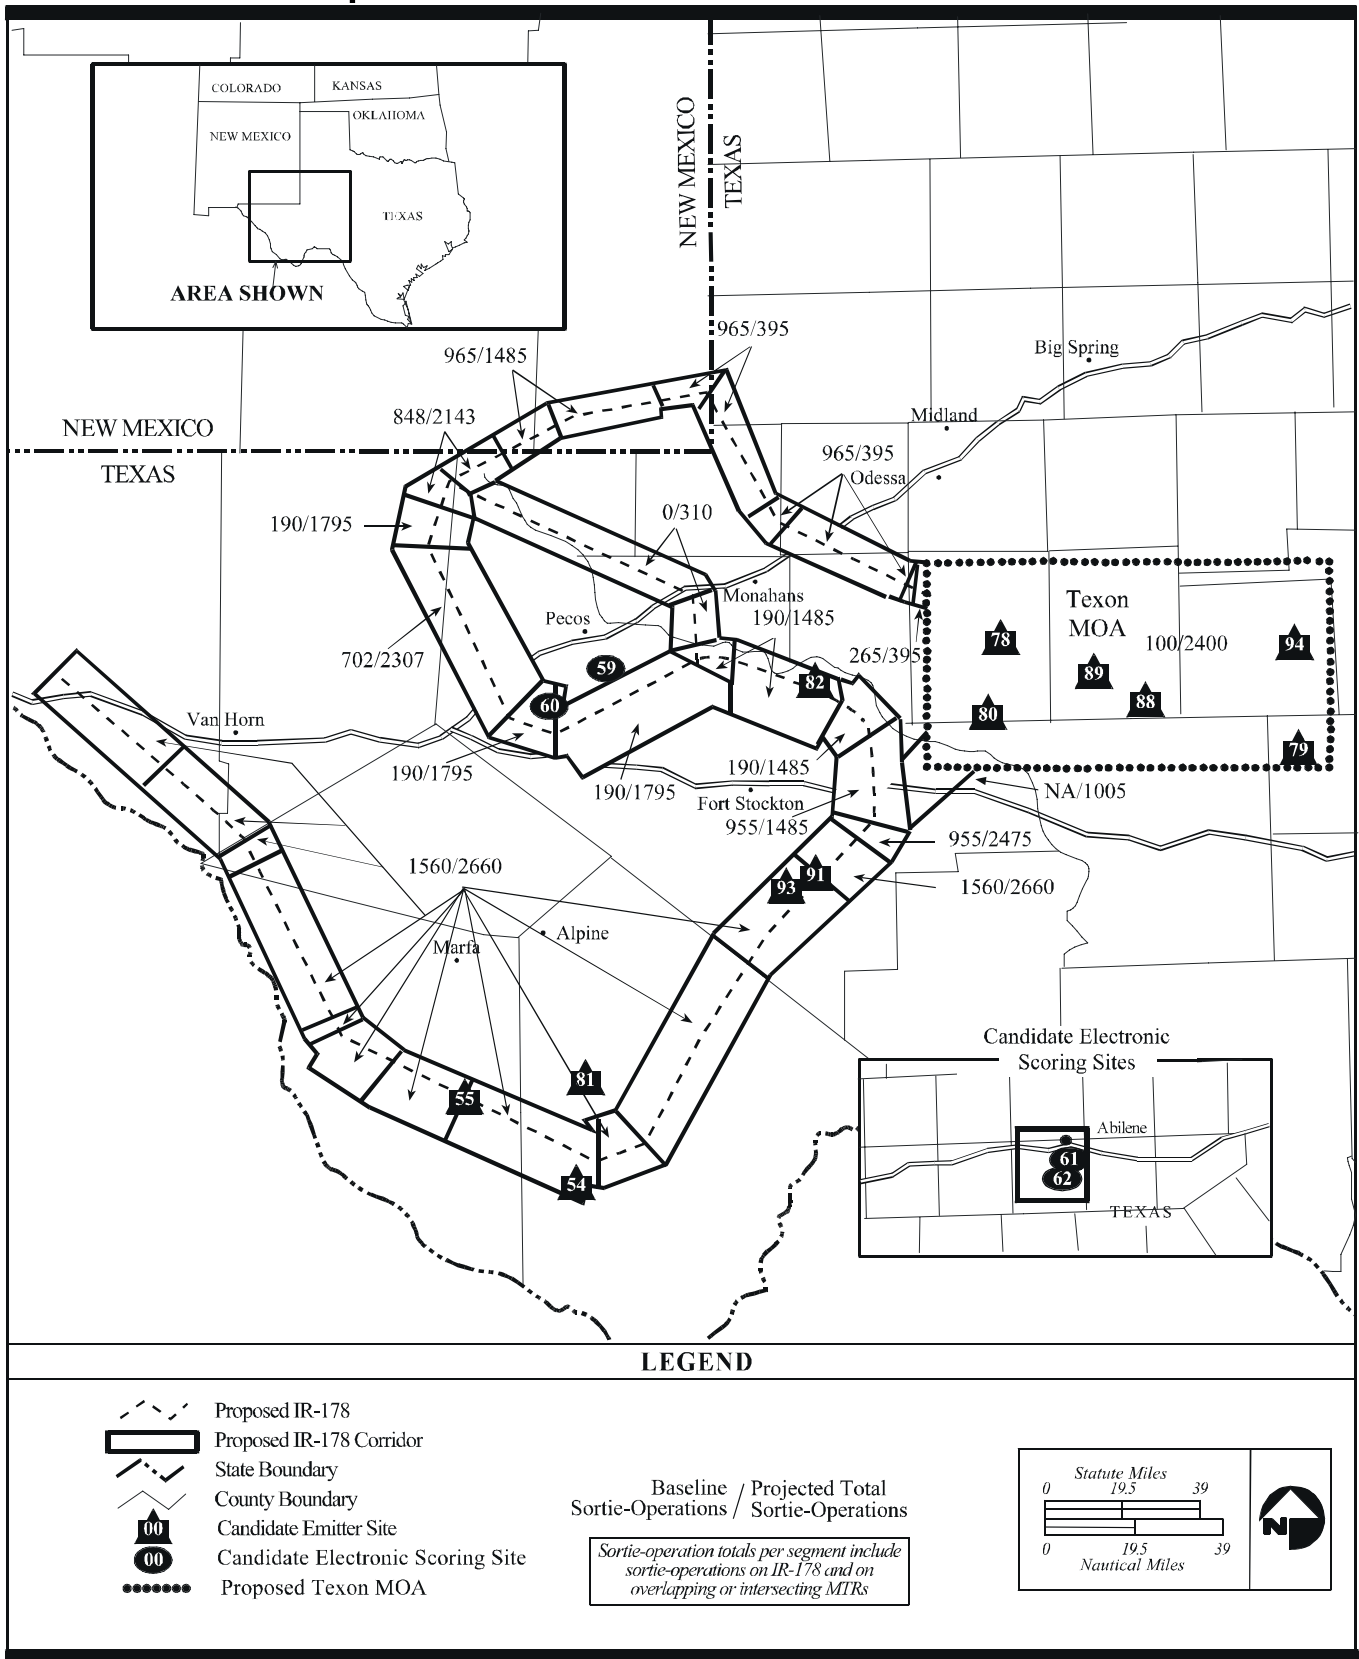 COLORADO
KANSAS
OKLAHOMA
NEW MEXICO
TEXAS
AREA SHOWN
NEW MEXICO
TEXAS
965/395
965/1485
Big Spring
848/2143
Midland
NEW MEXICO
TEXAS
965/395
Odessa
190/1795
0/310
Monahans
190/1485
Pecos
Texon
MOA
78
100/2400
94
702/2307
59
265/395
89
82
60
88
80
Van Horn
79
190/1795
190/1795
190/1485
NA/1005
Fort Stockton
955/1485
955/2475
1560/2660
91
93
1560/2660
Alpine
Marfa
Candidate Electronic
Scoring Sites
81
55
Abilene
61
62
54
TEXAS
LEGEND
Proposed IR-178
Proposed IR-178 Corridor
State Boundary
County Boundary
00
Candidate Emitter Site
00
Candidate Electronic Scoring Site
Proposed Texon MOA
Baseline / Projected Total
Sortie-Operations / Sortie-Operations
Sortie-operation totals per segment include
sortie-operations on IR-178 and on
overlapping or intersecting MTRs
Statute Miles
0 19.5 39
0 19.5 39
Nautical Miles
N